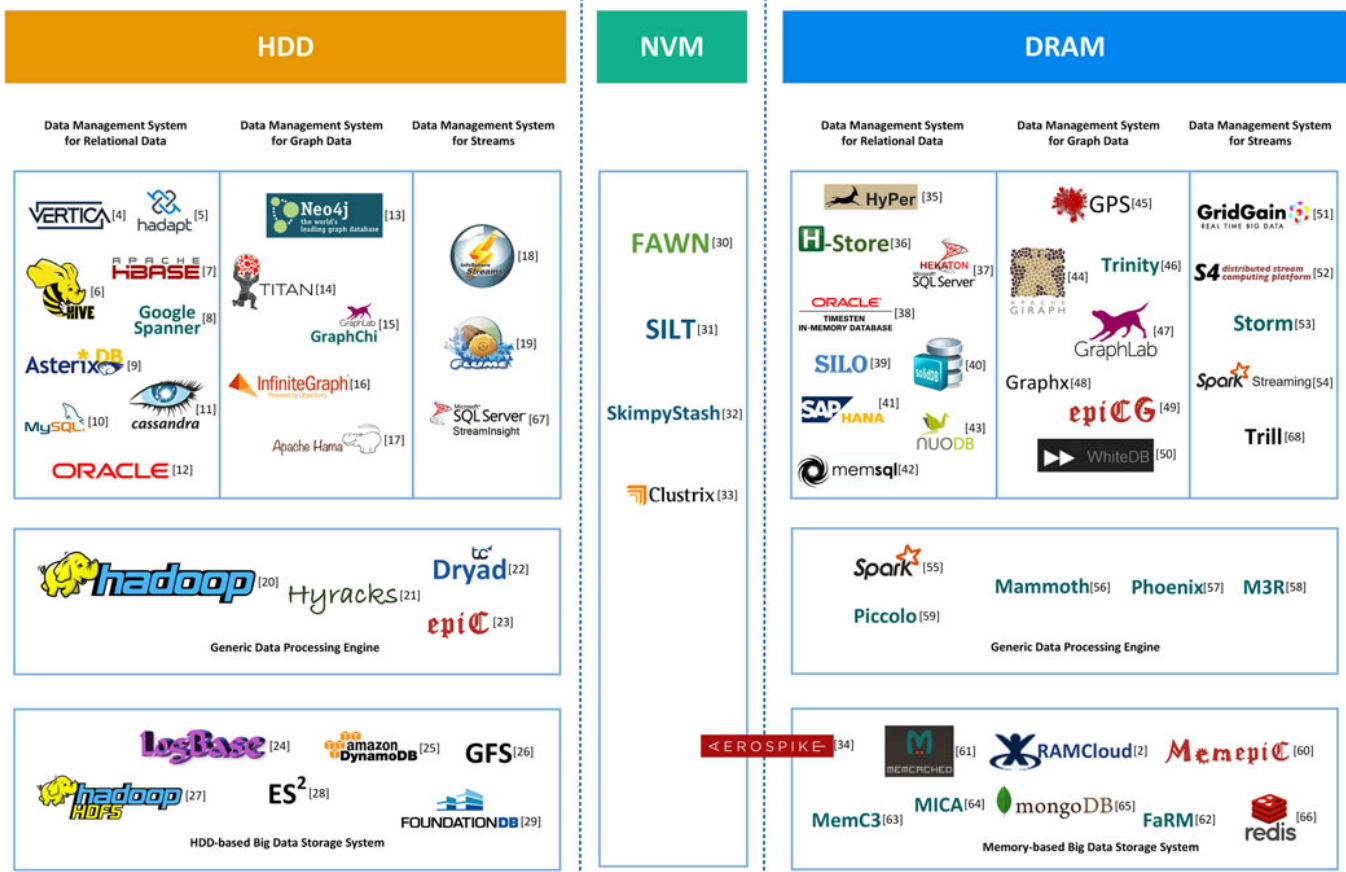 HDD
NVM
DRAM
Data Management System
for Relational Data
Data Management System
for Graph Data
Data Management System
for Streams
Data Management System
for Relational Data
Data Management System
for Graph Data
Data Management System
for Streams
VERTICA [4]
hadapt [5]
HIVE [6]
APACHE
HBASE [7]
Google
Spanner [8]
AsterixDB [9]
MySQL [10]
cassandra [11]
ORACLE [12]
Neo4j
the world's
leading graph database
[13]
TITAN [14]
GraphLab
GraphChi
[15]
InfiniteGraph [16]
Powered by Objectivity
Apache Hama [17]
InfoSphere
Streams
[18]
flume [19]
Microsoft
SQL Server
StreamInsight
[67]
FAWN [30]
SILT [31]
SkimpyStash [32]
Clustrix [33]
HyPer [35]
H-Store [36]
HEKATON
Microsoft
SQL Server
[37]
ORACLE
TIMESTEN
IN-MEMORY DATABASE
[38]
SILO [39]
solidDB [40]
SAP HANA [41]
NUODB [43]
memsql [42]
GPS [45]
APACHE
GIRAPH
[44]
Trinity [46]
GraphLab [47]
Graphx [48]
epiCG [49]
WhiteDB [50]
GridGain
REAL TIME BIG DATA
[51]
S4 distributed stream
computing platform
[52]
Storm [53]
Spark Streaming [54]
Trill [68]
hadoop [20]
Hyracks [21]
Dryad [22]
epiC [23]
Generic Data Processing Engine
Spark [55]
Mammoth [56]
Phoenix [57]
M3R [58]
Piccolo [59]
Generic Data Processing Engine
LogBase [24]
amazon
DynamoDB
[25]
GFS [26]
hadoop
HDFS
[27]
ES2 [28]
FOUNDATIONDB [29]
HDD-based Big Data Storage System
AEROSPIKE [34]
MEMCACHED [61]
RAMCloud [2]
MemepiC [60]
MemC3 [63]
MICA [64]
mongoDB [65]
FaRM [62]
redis [66]
Memory-based Big Data Storage System